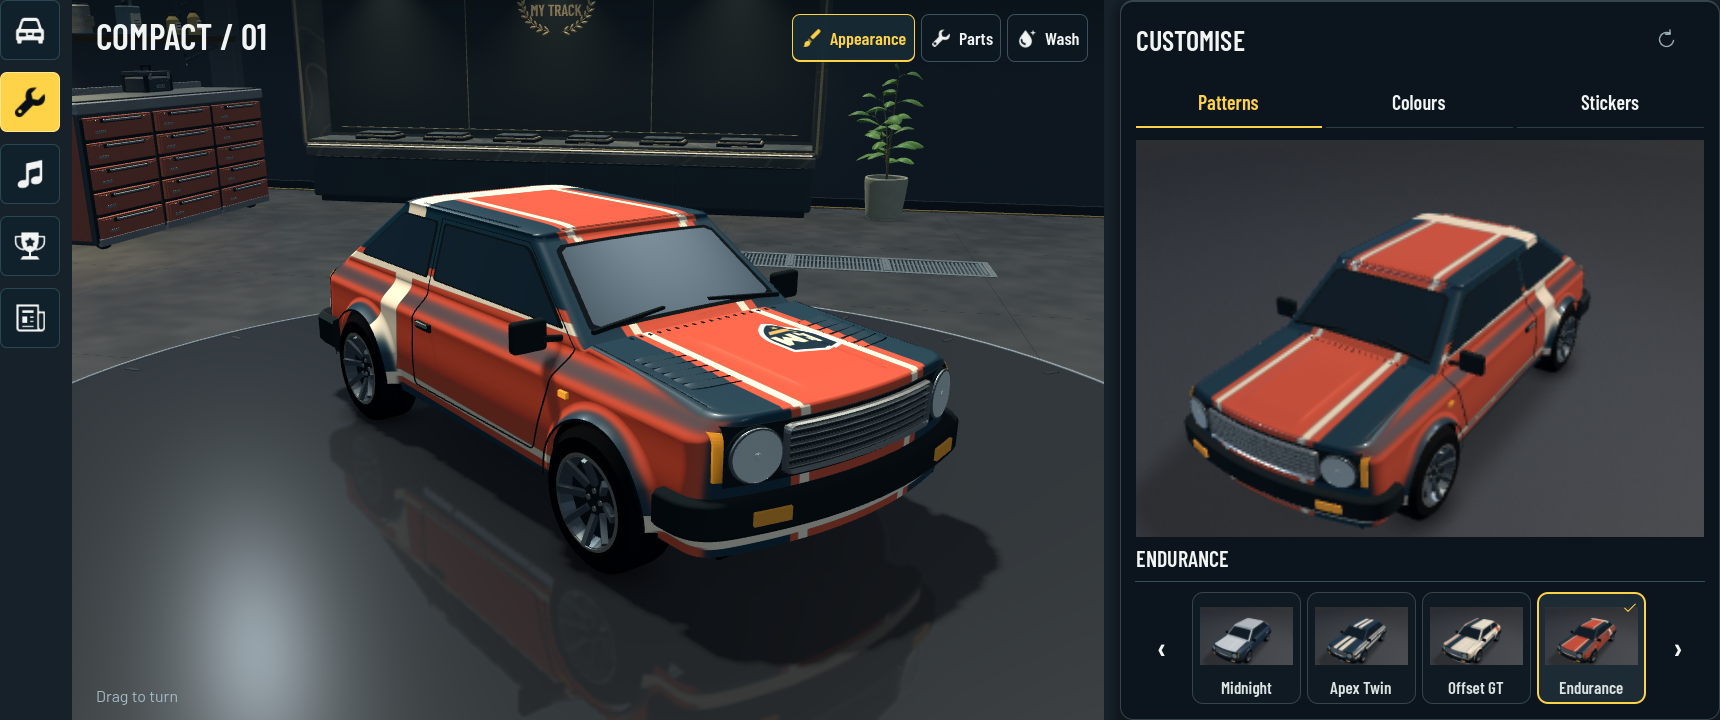 MY TRACK
COMPACT / 01
Appearance
Parts
Wash
CUSTOMISE
Patterns
Colours
Stickers
ENDURANCE
Midnight
Apex Twin
Offset GT
Endurance
Drag to turn